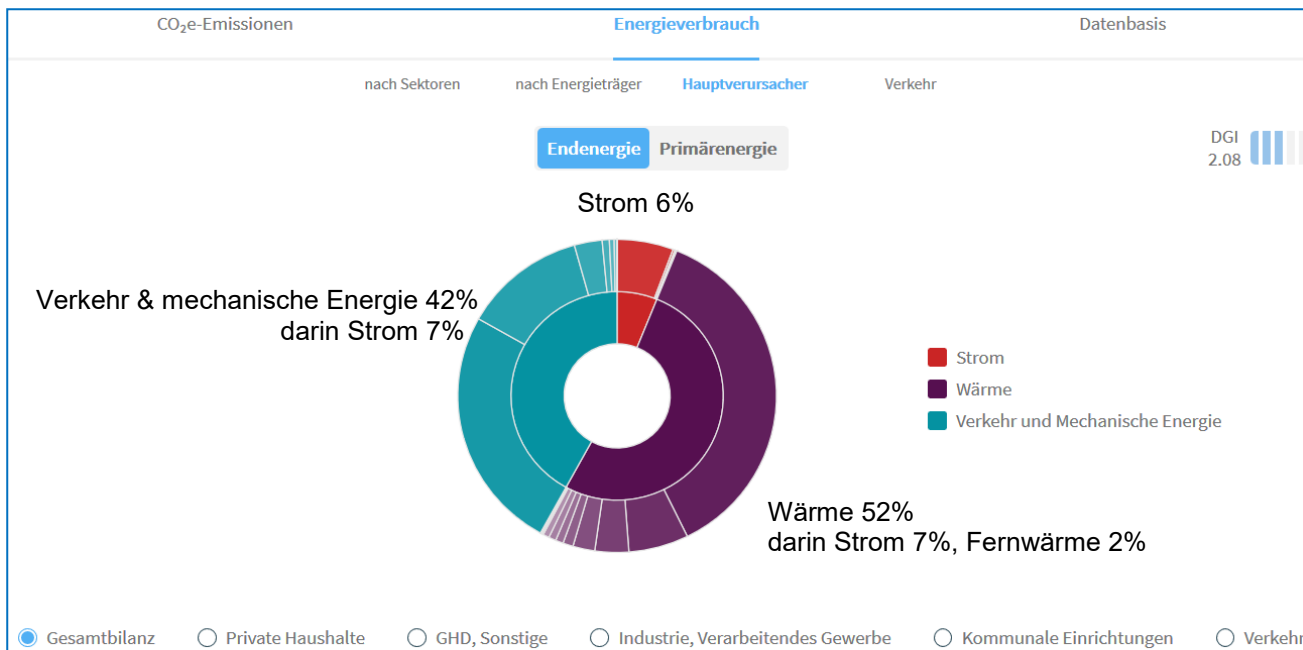 CO₂e-Emissionen Energieverbrauch Datenbasis
nach Sektoren nach Energieträger Hauptverursacher Verkehr
Endenergie Primärenergie
DGI
2.08
Strom 6%
Verkehr & mechanische Energie 42%
darin Strom 7%
Strom
Wärme
Verkehr und Mechanische Energie
Wärme 52%
darin Strom 7%, Fernwärme 2%
Gesamtbilanz Private Haushalte GHD, Sonstige Industrie, Verarbeitendes Gewerbe Kommunale Einrichtungen Verkehr